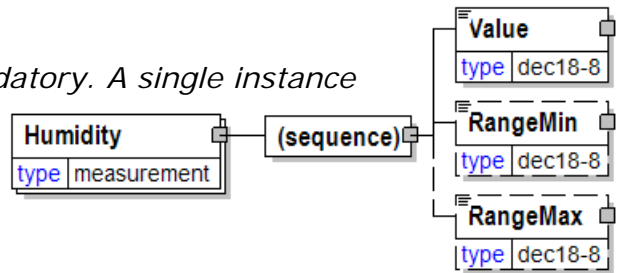 Value
type dec18-8
datory. A single instance
RangeMin
Humidity
(sequence)
type dec18-8
type measurement
RangeMax
type dec18-8